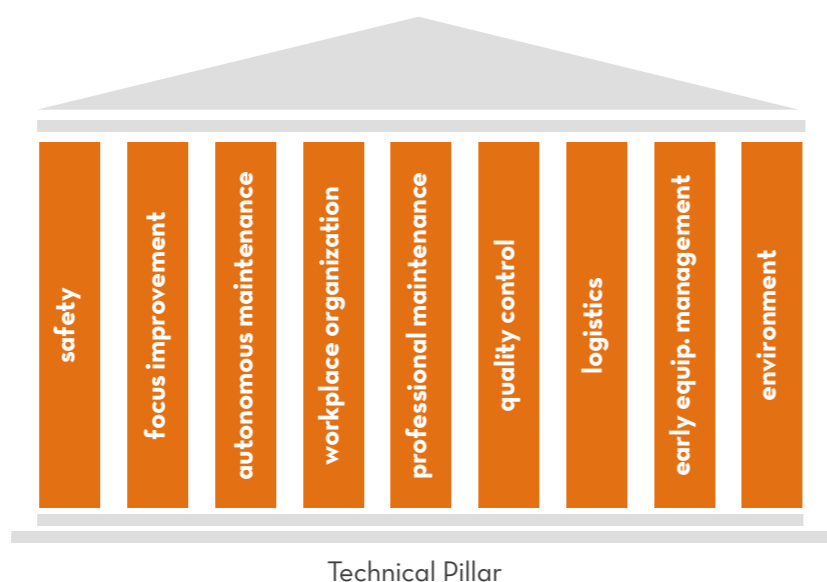 safety
focus improvement
autonomous maintenance
workplace organization
professional maintenance
quality control
logistics
early equip. management
environment
Technical Pillar